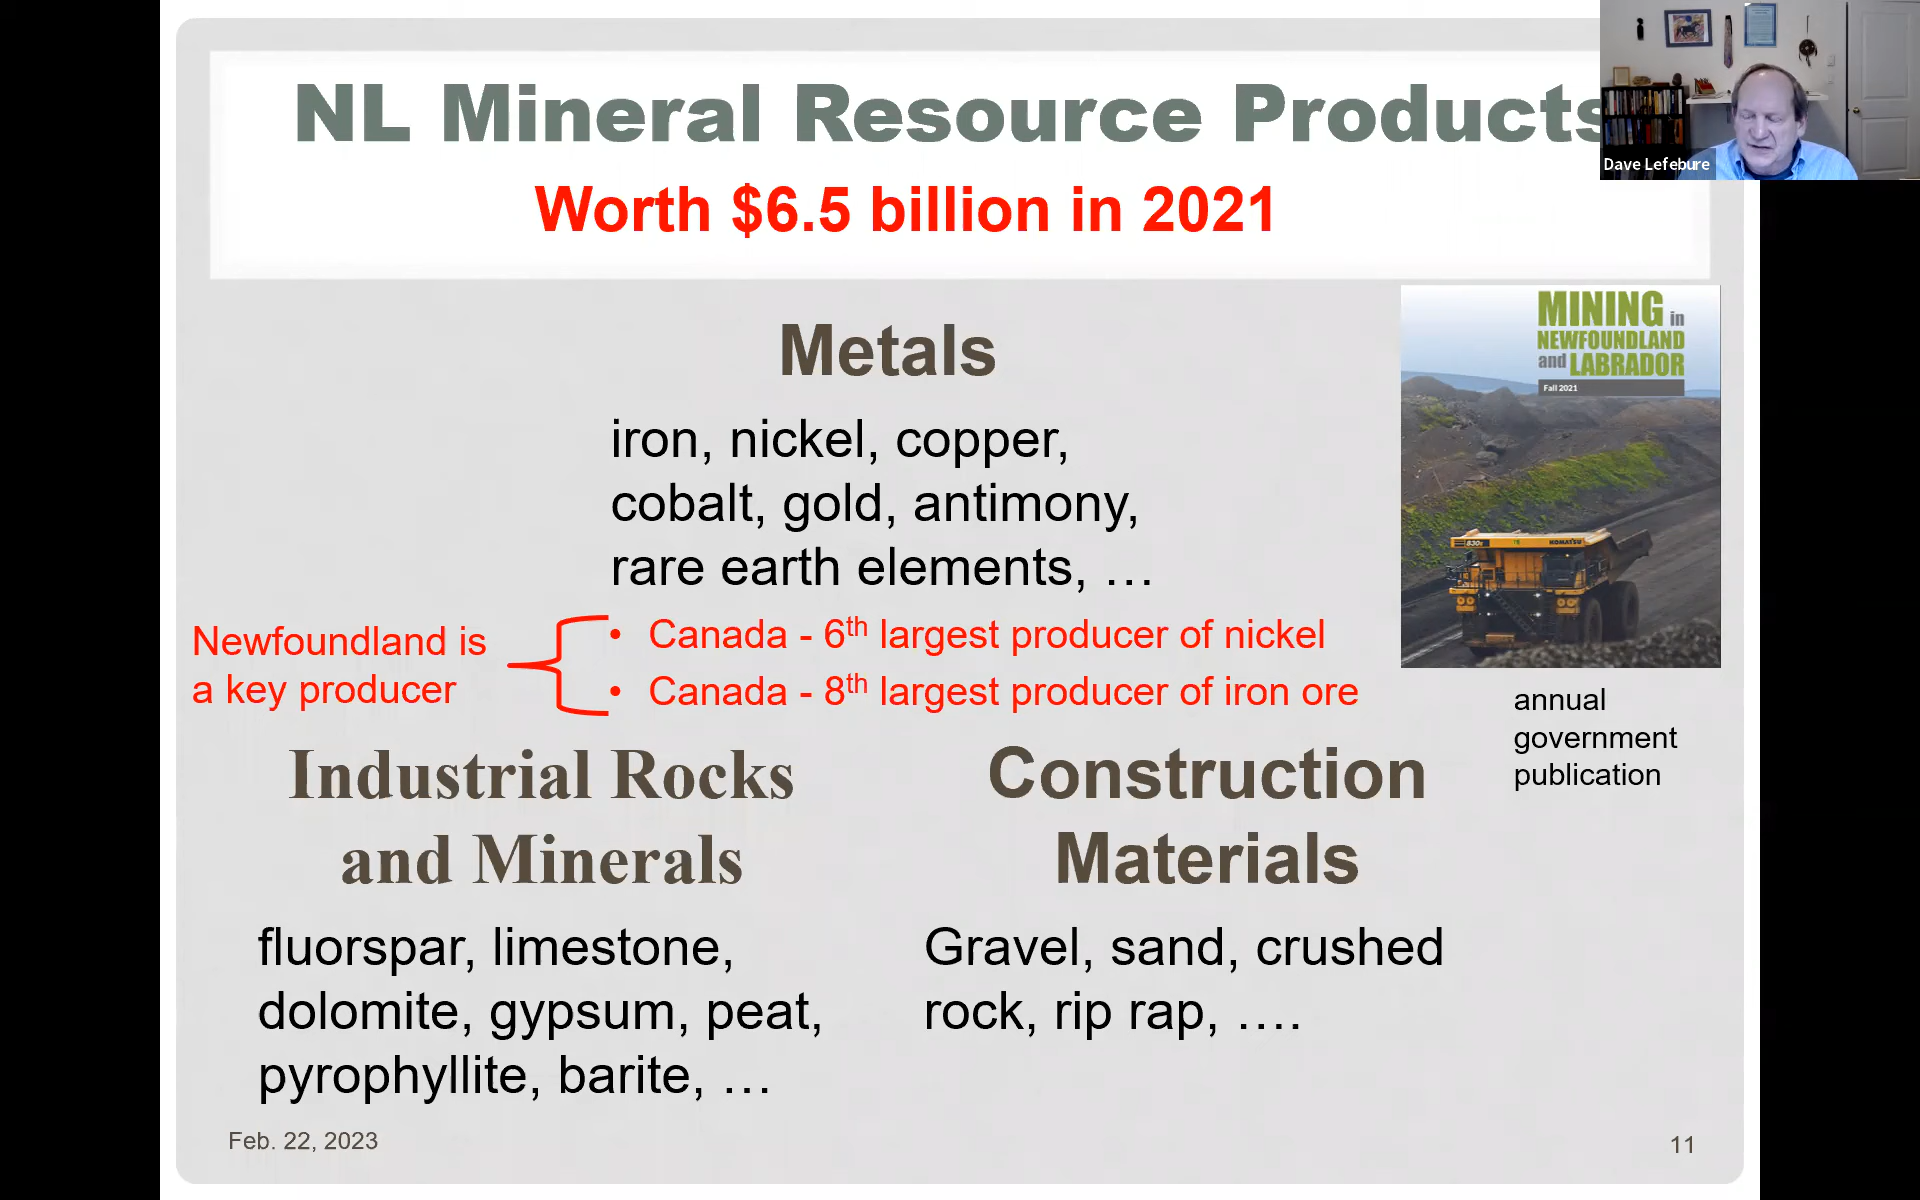 NL Mineral Resource Products
Worth $6.5 billion in 2021
Dave Lefebure
Metals
iron, nickel, copper,
cobalt, gold, antimony,
rare earth elements, …
MINING in
NEWFOUNDLAND
and LABRADOR
Fall 2021
830E
KOMATSU
annual
government
publication
Newfoundland is
a key producer
• Canada - 6th largest producer of nickel
• Canada - 8th largest producer of iron ore
Industrial Rocks
and Minerals
fluorspar, limestone,
dolomite, gypsum, peat,
pyrophyllite, barite, …
Construction
Materials
Gravel, sand, crushed
rock, rip rap, ….
Feb. 22, 2023
11